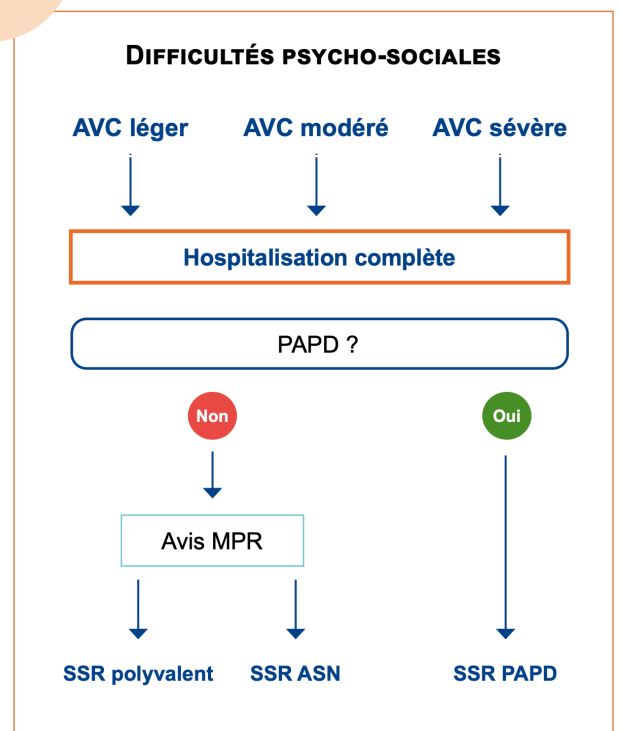 DIFFICULTÉS PSYCHO-SOCIALES
AVC léger AVC modéré AVC sévère
Hospitalisation complète
PAPD ?
Non Oui
Avis MPR
SSR polyvalent SSR ASN SSR PAPD